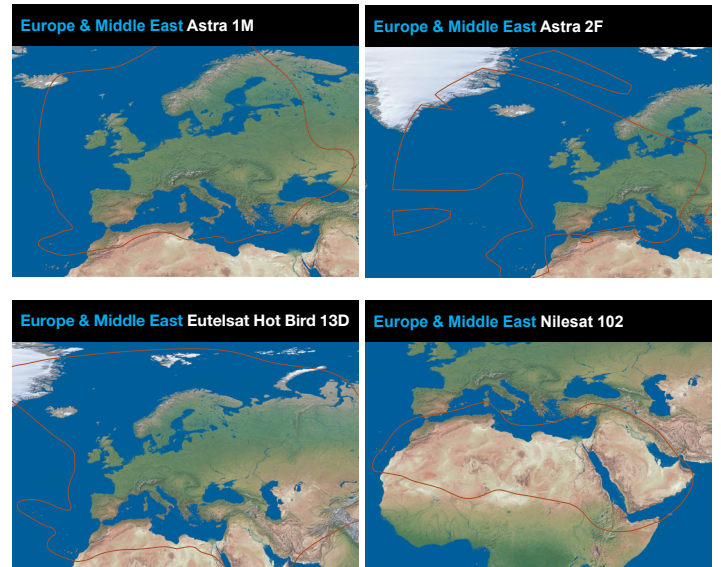 Europe & Middle East Astra 1M
Europe & Middle East Astra 2F
Europe & Middle East Eutelsat Hot Bird 13D
Europe & Middle East Nilesat 102